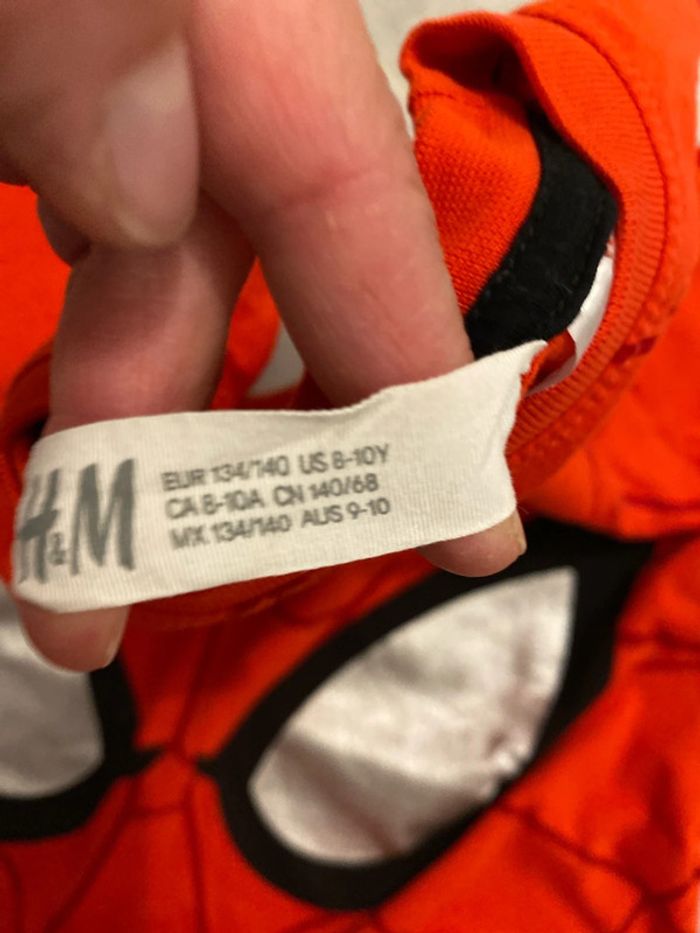 H&M
EUR 134/140 US 8-10Y
CA 8-10A CN 140/68
MX 134/140 AUS 9-10